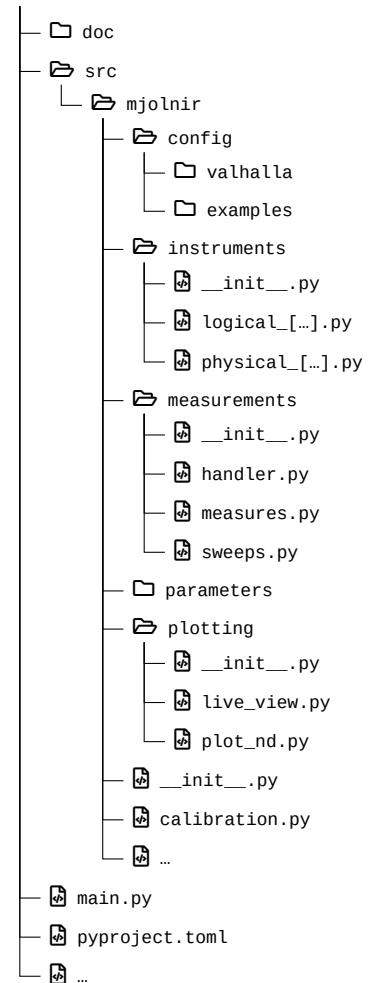 doc
src
mjolnir
config
valhalla
examples
instruments
__init__.py
logical_[…].py
physical_[…].py
measurements
__init__.py
handler.py
measures.py
sweeps.py
parameters
plotting
__init__.py
live_view.py
plot_nd.py
__init__.py
calibration.py
…
main.py
pyproject.toml
…